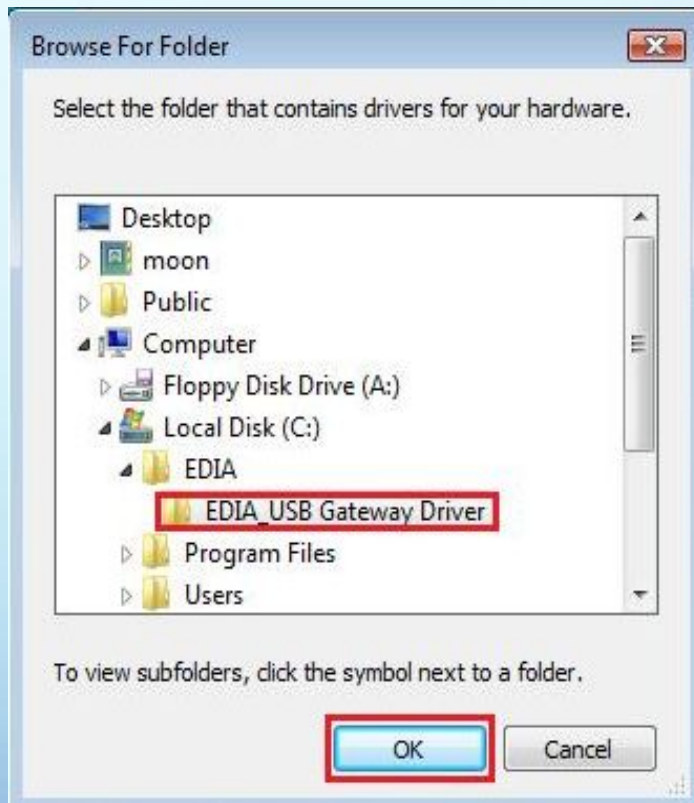 Browse For Folder
Select the folder that contains drivers for your hardware.
Desktop
moon
Public
Computer
Floppy Disk Drive (A:)
Local Disk (C:)
EDIA
EDIA_USB Gateway Driver
Program Files
Users
To view subfolders, click the symbol next to a folder.
OK Cancel